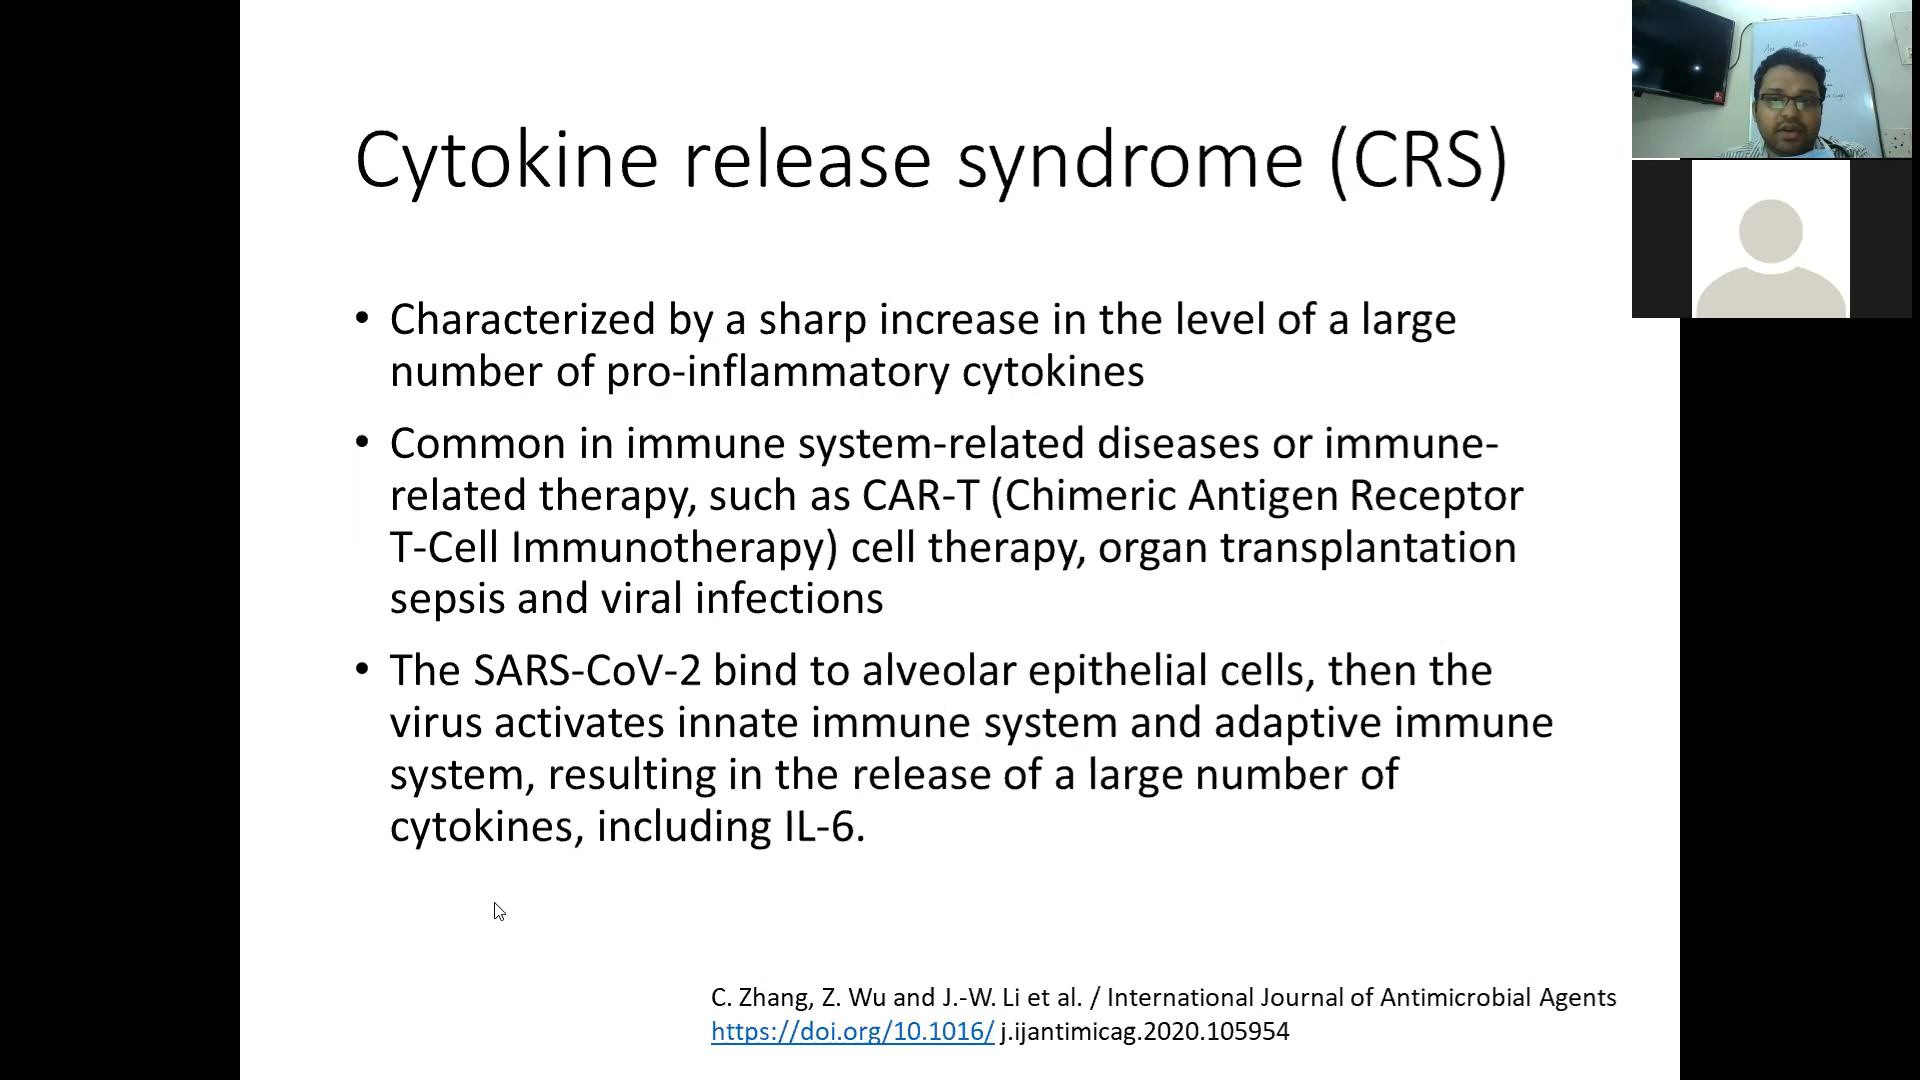 Cytokine release syndrome (CRS)
• Characterized by a sharp increase in the level of a large
number of pro-inflammatory cytokines
• Common in immune system-related diseases or immune-
related therapy, such as CAR-T (Chimeric Antigen Receptor
T-Cell Immunotherapy) cell therapy, organ transplantation
sepsis and viral infections
• The SARS-CoV-2 bind to alveolar epithelial cells, then the
virus activates innate immune system and adaptive immune
system, resulting in the release of a large number of
cytokines, including IL-6.
C. Zhang, Z. Wu and J.-W. Li et al. / International Journal of Antimicrobial Agents
https://doi.org/10.1016/ j.ijantimicag.2020.105954